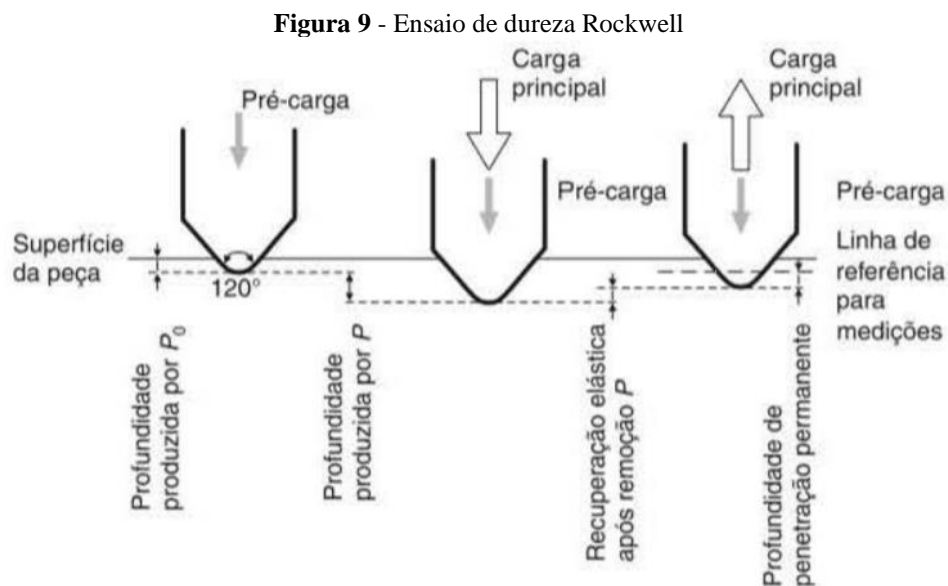 Figura 9 - Ensaio de dureza Rockwell
Pré-carga
Carga
principal
Pré-carga
Carga
principal
Pré-carga
Superfície
da peça
120°
Linha de
referência
para
medições
Profundidade
produzida por P₀
Profundidade
produzida por P
Recuperação elástica
após remoção P
Profundidade de
penetração permanente